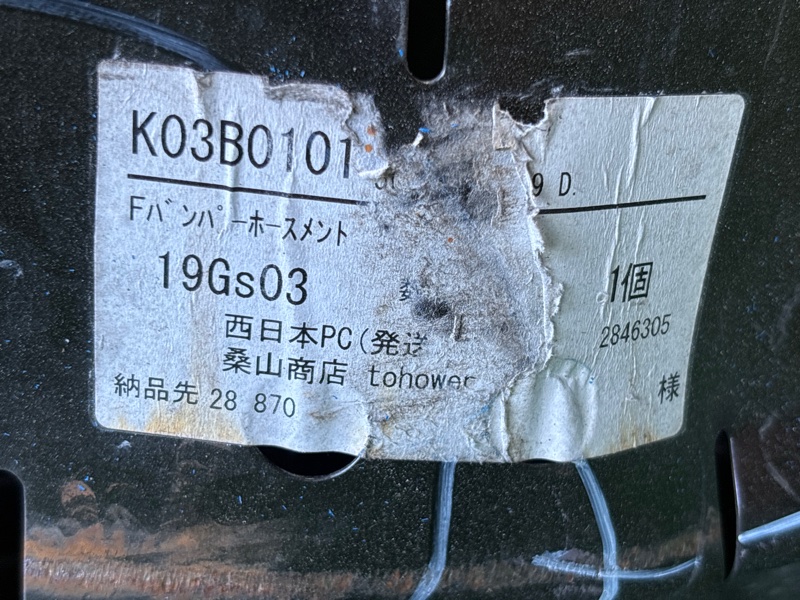 K03B0101 9 D.
Fバンパーホースメント
19Gs03 1個
西日本PC(発送 2846305
桑山商店 tohower
納品先 28 870 様